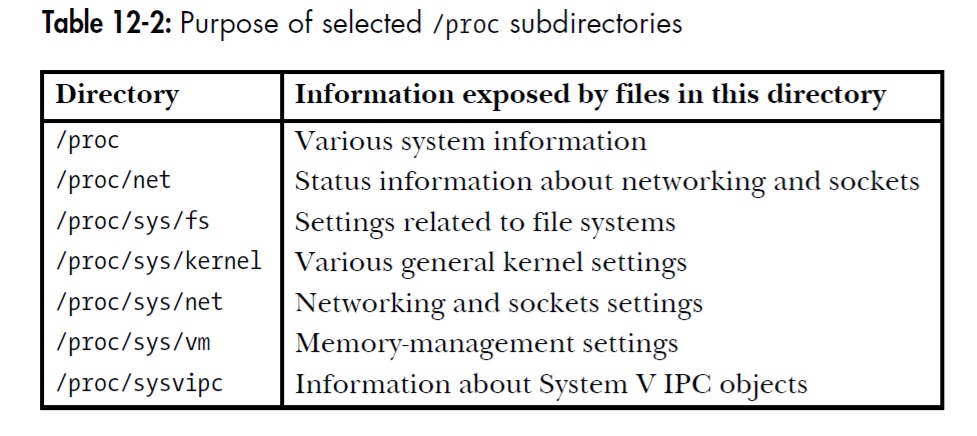 Table 12-2: Purpose of selected /proc subdirectories
Directory Information exposed by files in this directory
/proc Various system information
/proc/net Status information about networking and sockets
/proc/sys/fs Settings related to file systems
/proc/sys/kernel Various general kernel settings
/proc/sys/net Networking and sockets settings
/proc/sys/vm Memory-management settings
/proc/sysvipc Information about System V IPC objects